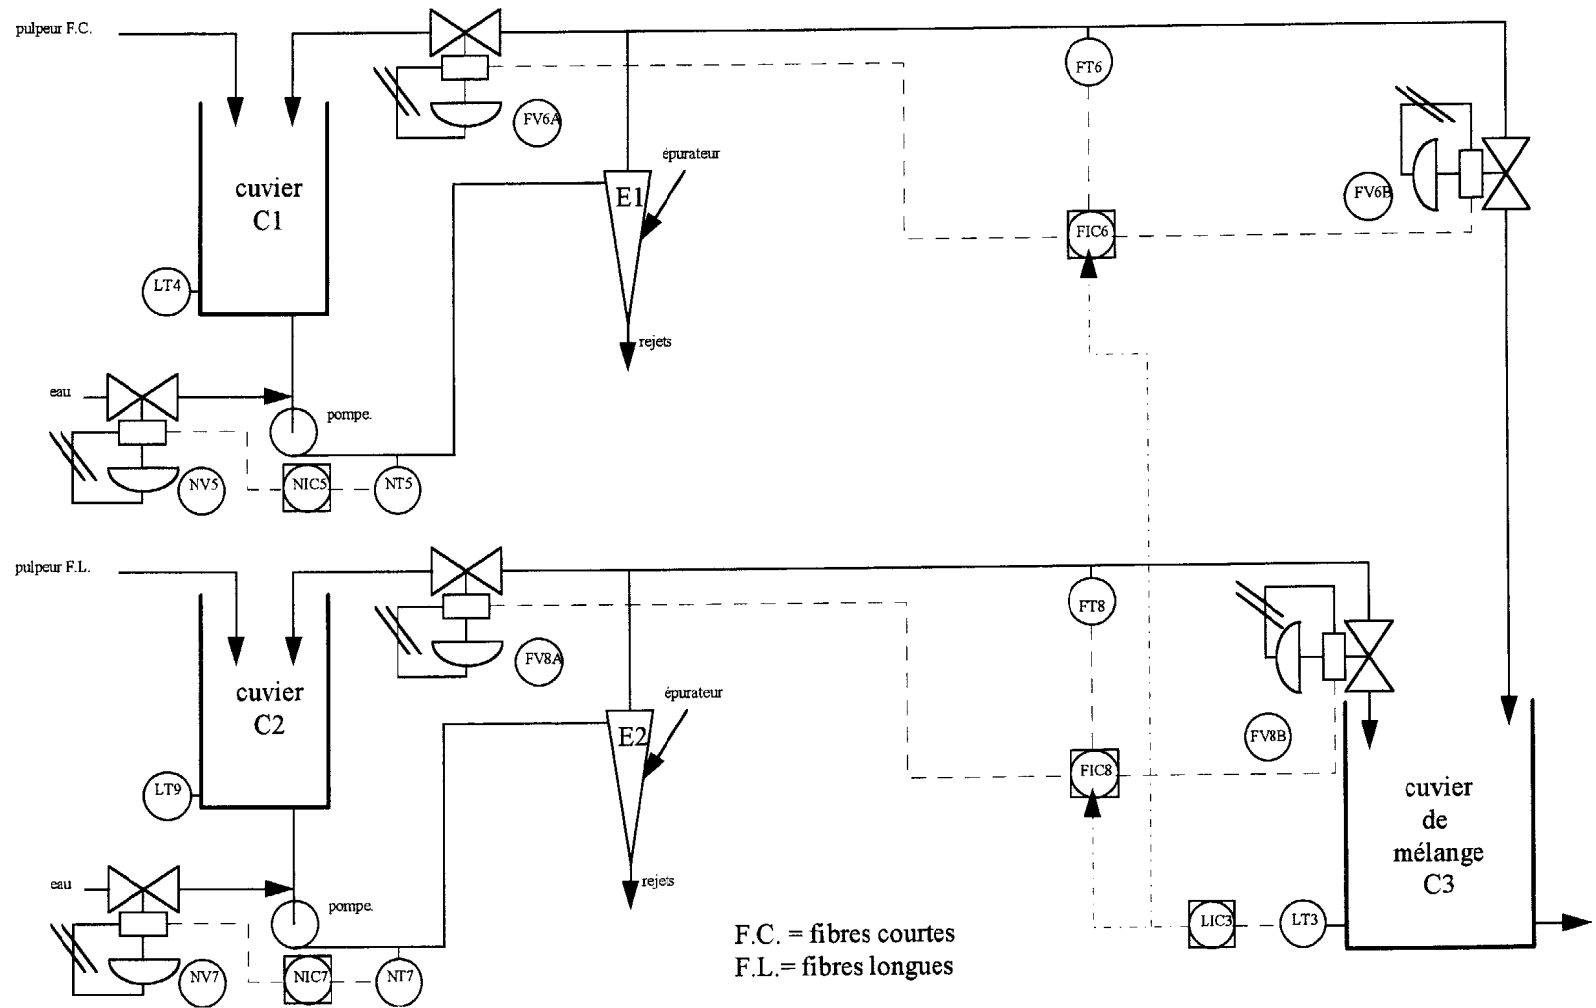 pulpeur F.C.
FT6
FV6A
épurateur
cuvier
C1
E1
FV6B
FIC6
LT4
rejets
eau
pompe.
NV5
NIC5
NT5
pulpeur F.L.
FT8
FV8A
épurateur
cuvier
C2
E2
FV8B
FIC8
LT9
cuvier
de
mélange
C3
rejets
eau
pompe.
LIC3
LT3
F.C. = fibres courtes
F.L.= fibres longues
NV7
NIC7
NT7